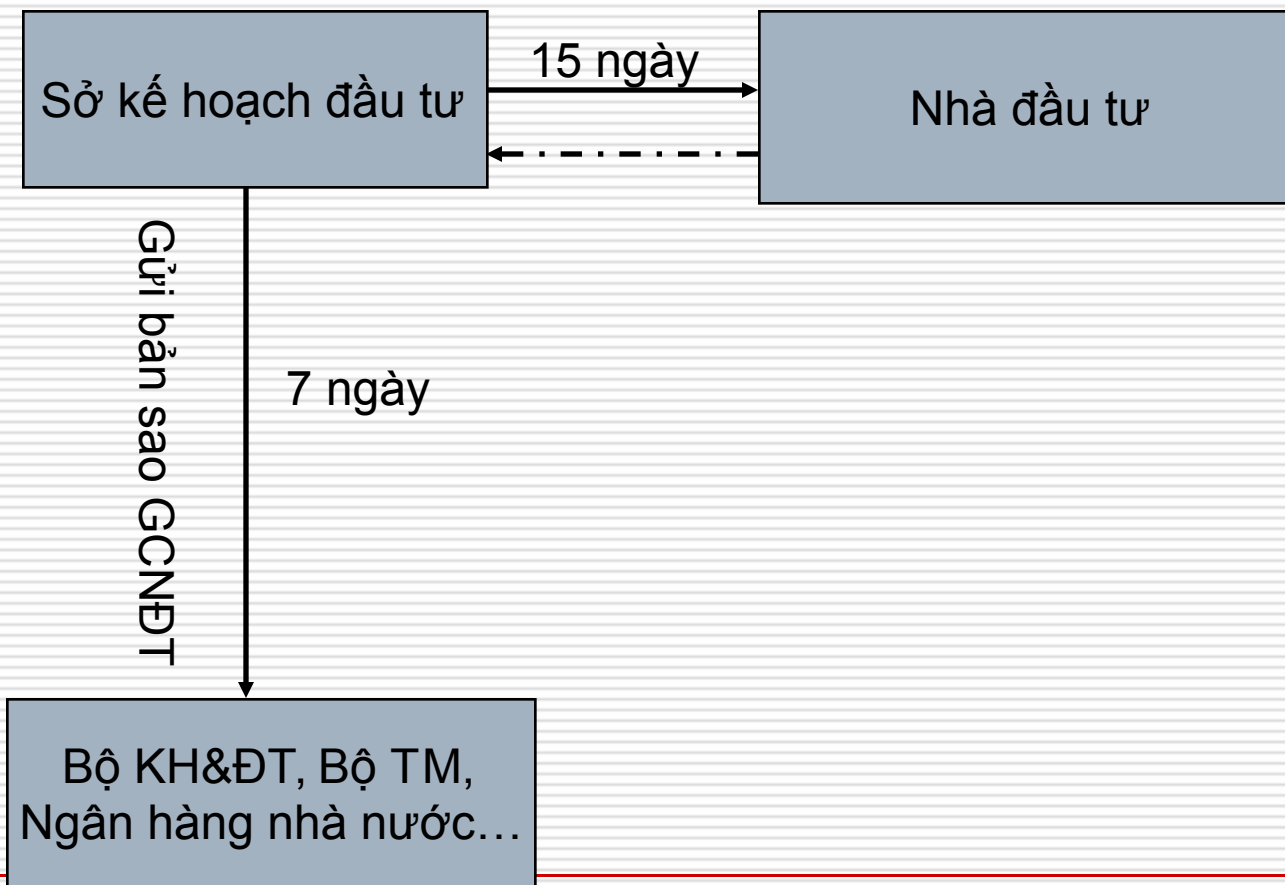 Sở kế hoạch đầu tư
15 ngày
Nhà đầu tư
Gửi bản sao GCNĐT
7 ngày
Bộ KH&ĐT, Bộ TM,
Ngân hàng nhà nước…